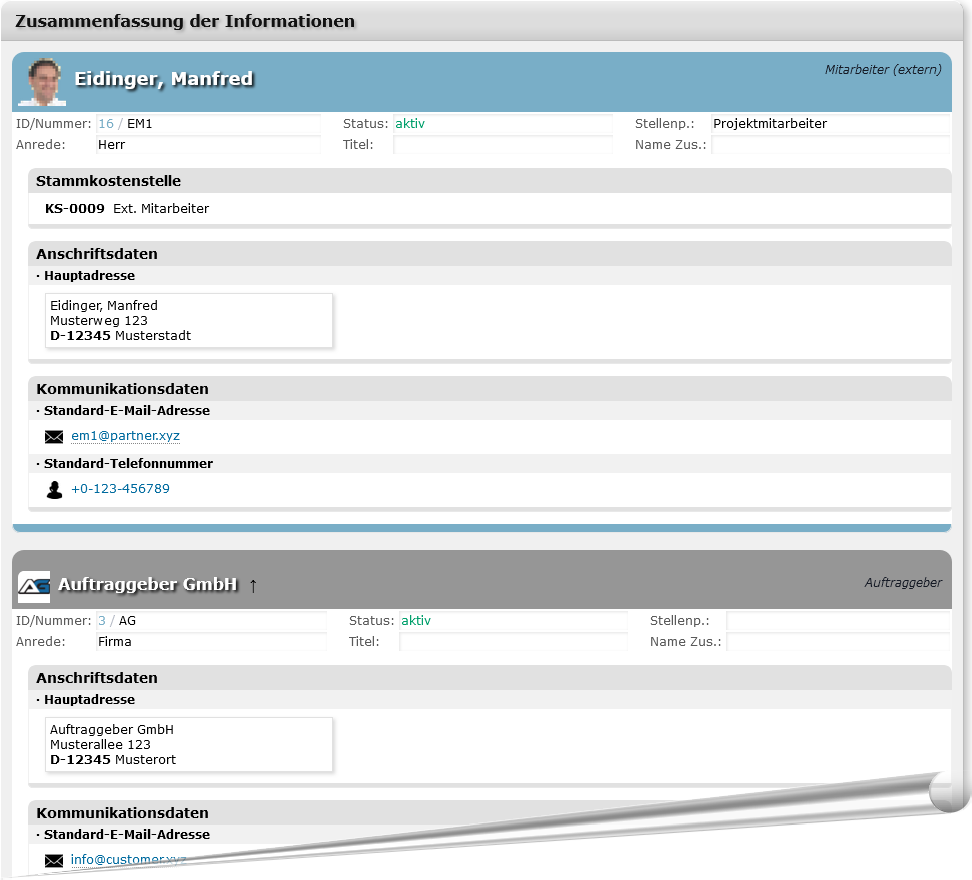 Zusammenfassung der Informationen
Eidinger, Manfred
Mitarbeiter (extern)
ID/Nummer: 16 / EM1 Status: aktiv Stellenp.: Projektmitarbeiter
Anrede: Herr Titel: Name Zus.:
Stammkostenstelle
KS-0009 Ext. Mitarbeiter
Anschriftsdaten
· Hauptadresse
Eidinger, Manfred
Musterweg 123
D-12345 Musterstadt
Kommunikationsdaten
· Standard-E-Mail-Adresse
em1@partner.xyz
· Standard-Telefonnummer
+0-123-456789
AG Auftraggeber GmbH ↑
Auftraggeber
ID/Nummer: 3 / AG Status: aktiv Stellenp.:
Anrede: Firma Titel: Name Zus.:
Anschriftsdaten
· Hauptadresse
Auftraggeber GmbH
Musterallee 123
D-12345 Musterort
Kommunikationsdaten
· Standard-E-Mail-Adresse
info@customer.xyz